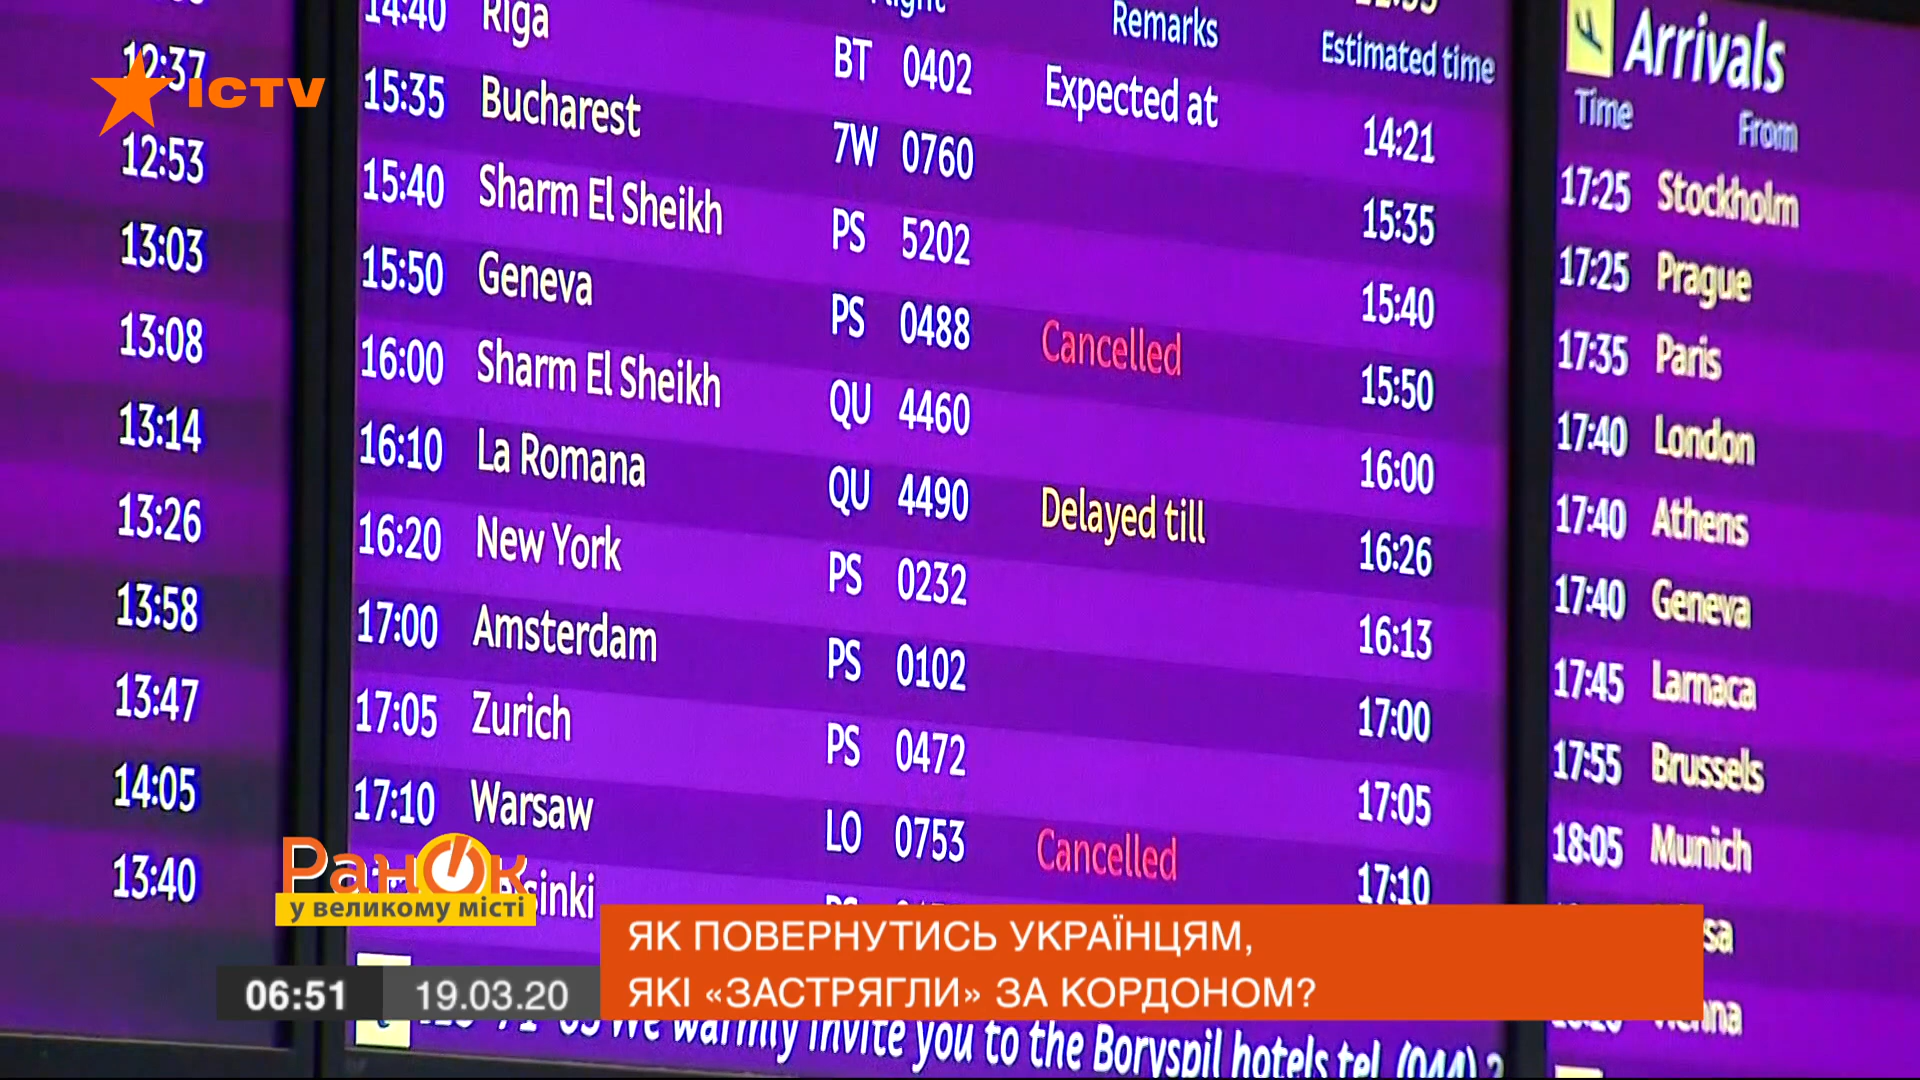 12:37
12:53
13:03
13:08
13:14
13:26
13:58
13:47
14:05
13:40
ICTV
Remarks Estimated time
14:40 Riga BT 0402 Expected at 14:21
15:35 Bucharest 7W 0760 15:35
15:40 Sharm El Sheikh PS 5202 15:40
15:50 Geneva PS 0488 Cancelled 15:50
16:00 Sharm El Sheikh QU 4460 16:00
16:10 La Romana QU 4490 Delayed till 16:26
16:20 New York PS 0232 16:13
17:00 Amsterdam PS 0102 17:00
17:05 Zurich PS 0472 17:05
17:10 Warsaw LO 0753 Cancelled 17:10
Arrivals
Time From
17:25 Stockholm
17:25 Prague
17:35 Paris
17:40 London
17:40 Athens
17:40 Geneva
17:45 Larnaca
17:55 Brussels
18:05 Munich
Ранок
у великому місті
06:51 19.03.20
ЯК ПОВЕРНУТИСЬ УКРАЇНЦЯМ,
ЯКІ «ЗАСТРЯГЛИ» ЗА КОРДОНОМ?
We warmly invite you to the Boryspil hotels tel. (044)